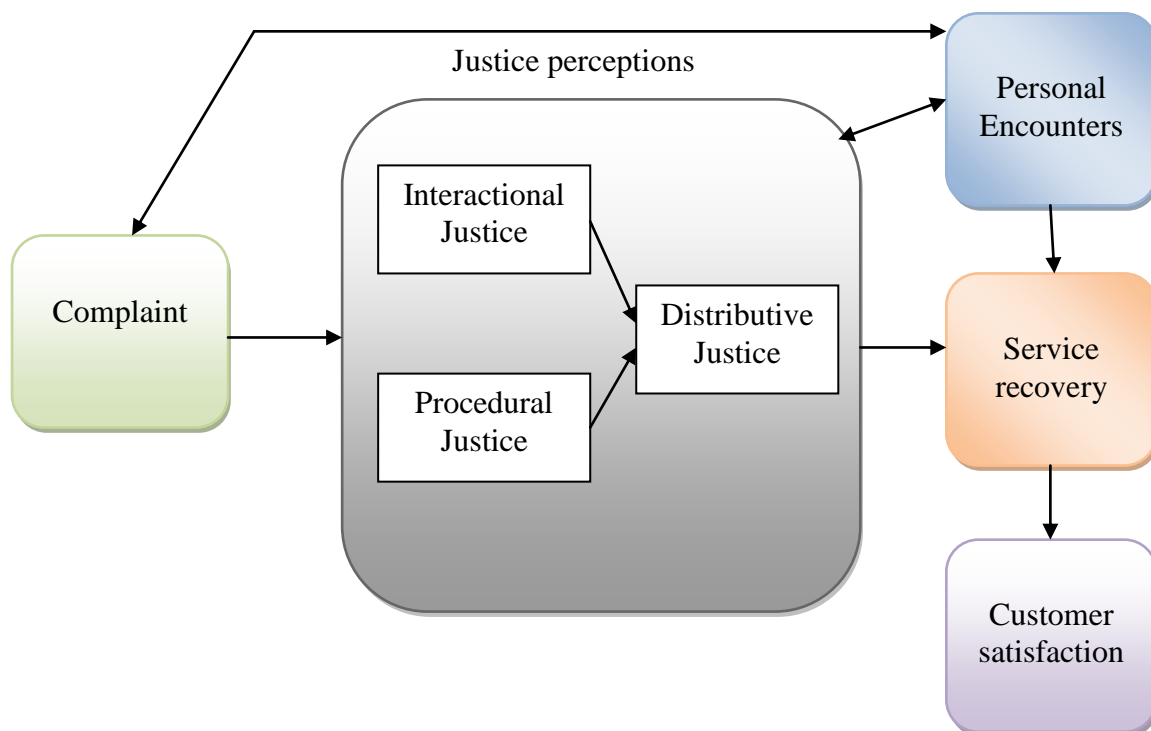 Justice perceptions
Personal
Encounters
Interactional
Justice
Complaint
Distributive
Justice
Service
recovery
Procedural
Justice
Customer
satisfaction